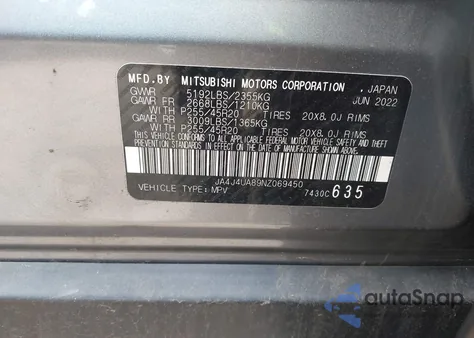 MFD.BY MITSUBISHI MOTORS CORPORATION ,JAPAN
GVWR 5192LBS/2355KG JUN 2022
GAWR FR 2668LBS/1210KG
WITH P255/45R20 TIRES 20X8.0J RIMS
GAWR RR 3009LBS/1365KG
WITH P255/45R20 TIRES 20X8.0J RIMS
THIS VEHICLE CONFORMS TO ALL APPLICABLE FEDERAL MOTOR VEHICLE SAFETY, BUMPER AND THEFT PREVENTION STANDARDS IN EFFECT ON THE DATE OF MANUFACTURE SHOWN ABOVE.
JA4J4UA89NZ069450
VEHICLE TYPE: MPV 7430C 635
autoSnap